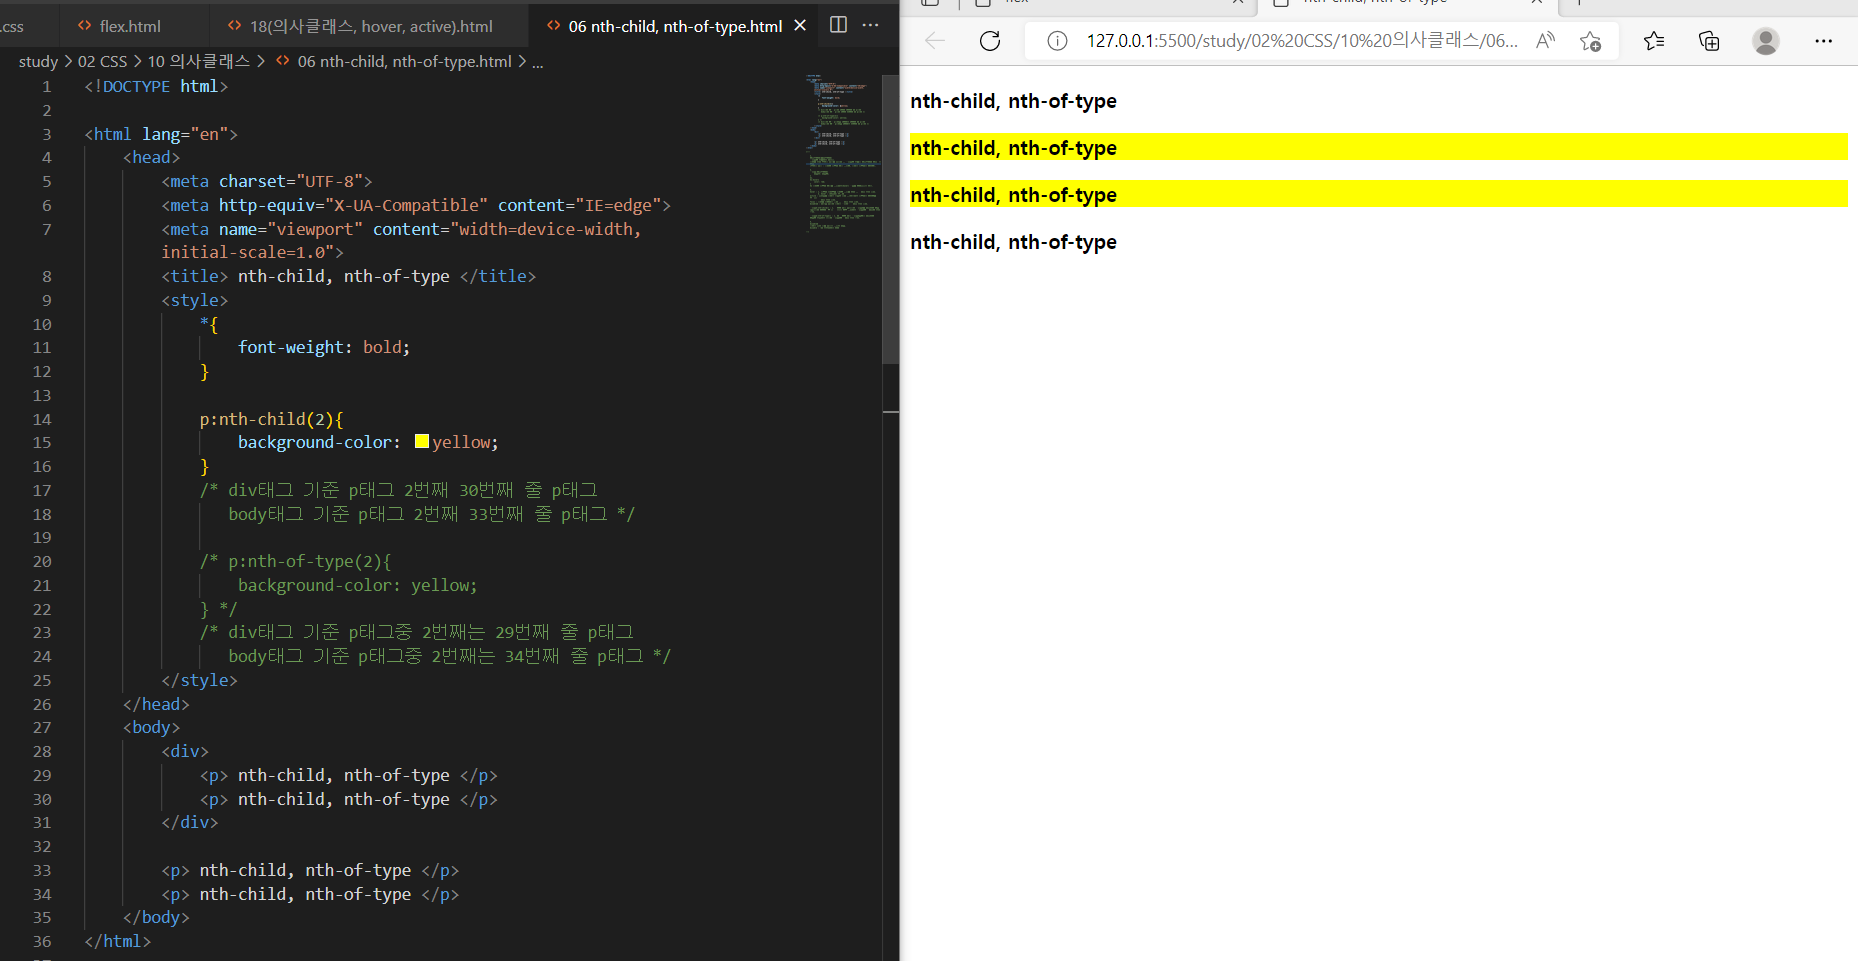 .css
<> flex.html
<> 18(의사클래스, hover, active).html
<> 06 nth-child, nth-of-type.html ×
study > 02 CSS > 10 의사클래스 > <> 06 nth-child, nth-of-type.html > ...
1 <!DOCTYPE html>
2
3 <html lang="en">
4 <head>
5 <meta charset="UTF-8">
6 <meta http-equiv="X-UA-Compatible" content="IE=edge">
7 <meta name="viewport" content="width=device-width,
initial-scale=1.0">
8 <title> nth-child, nth-of-type </title>
9 <style>
10 *{
11 font-weight: bold;
12 }
13
14 p:nth-child(2){
15 background-color: yellow;
16 }
17 /* div태그 기준 p태그 2번째 30번째 줄 p태그
18 body태그 기준 p태그 2번째 33번째 줄 p태그 */
19
20 /* p:nth-of-type(2){
21 background-color: yellow;
22 } */
23 /* div태그 기준 p태그중 2번째는 29번째 줄 p태그
24 body태그 기준 p태그중 2번째는 34번째 줄 p태그 */
25 </style>
26 </head>
27 <body>
28 <div>
29 <p> nth-child, nth-of-type </p>
30 <p> nth-child, nth-of-type </p>
31 </div>
32
33 <p> nth-child, nth-of-type </p>
34 <p> nth-child, nth-of-type </p>
35 </body>
36 </html>
127.0.0.1:5500/study/02%20CSS/10%20의사클래스/06...
nth-child, nth-of-type
nth-child, nth-of-type
nth-child, nth-of-type
nth-child, nth-of-type